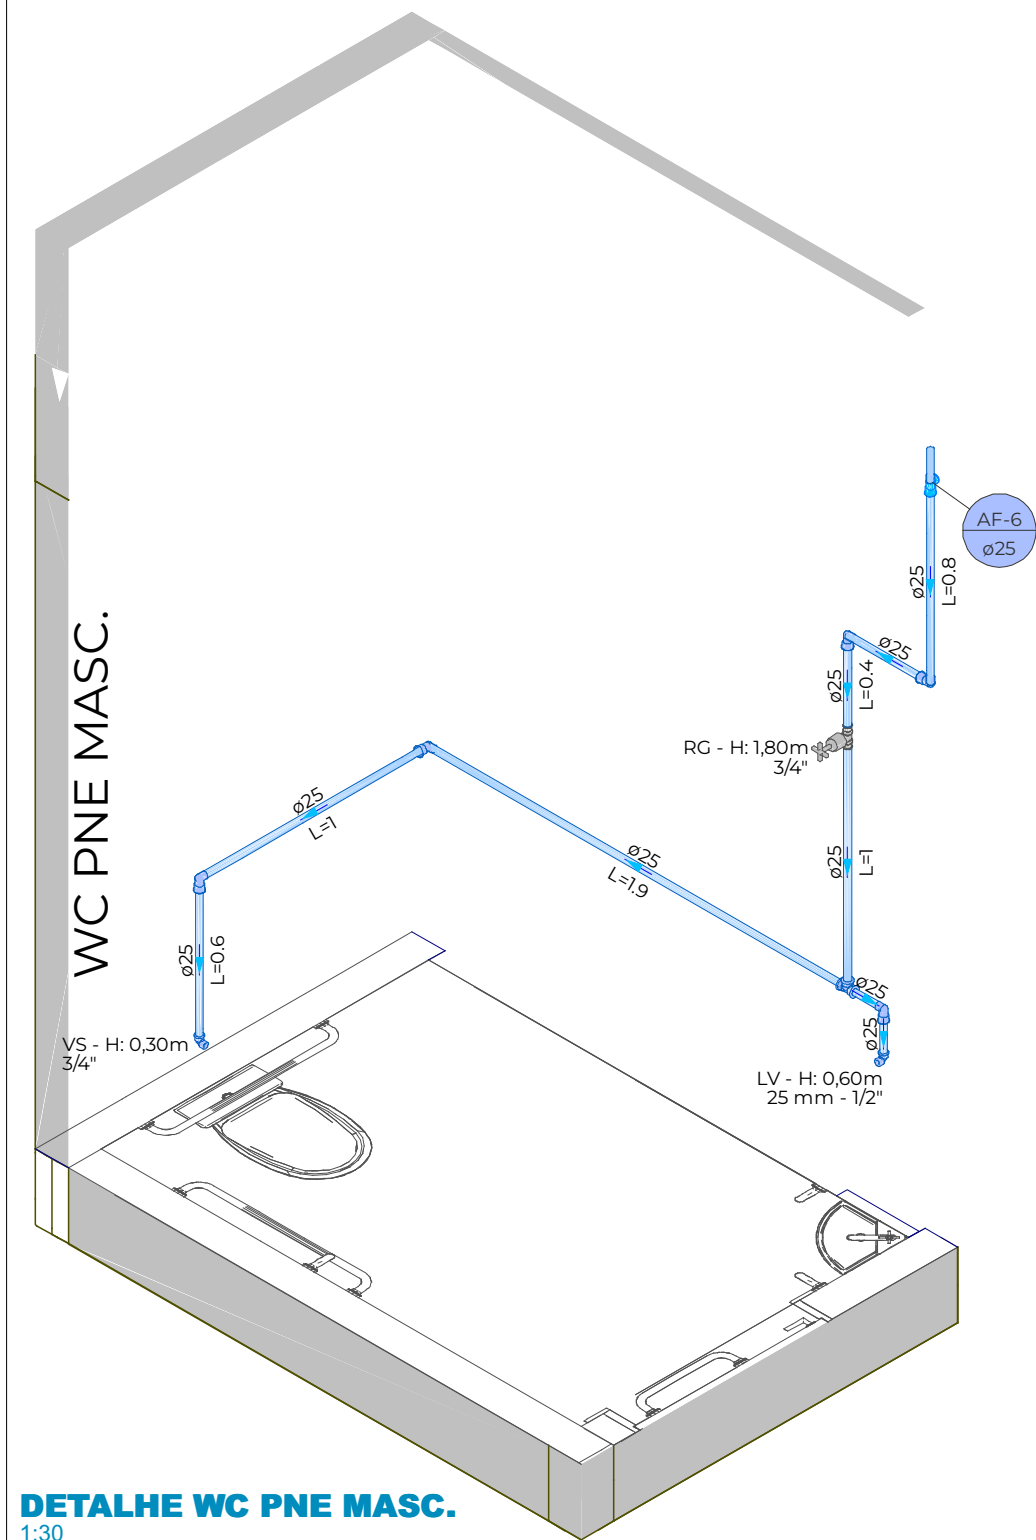 AF-6
ø25
ø25
L=0.8
ø25
ø25
L=0.4
RG - H: 1,80m
3/4"
ø25
L=1
ø25
L=1
ø25
L=1.9
WC PNE MASC.
ø25
L=0.6
ø25
ø25
VS - H: 0,30m
3/4"
LV - H: 0,60m
25 mm - 1/2"
DETALHE WC PNE MASC.
1:30